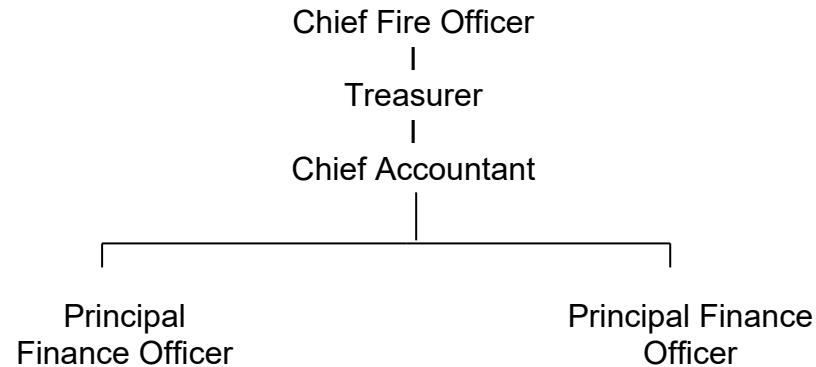 Chief Fire Officer
Treasurer
Chief Accountant
Principal
Finance Officer
Principal Finance
Officer